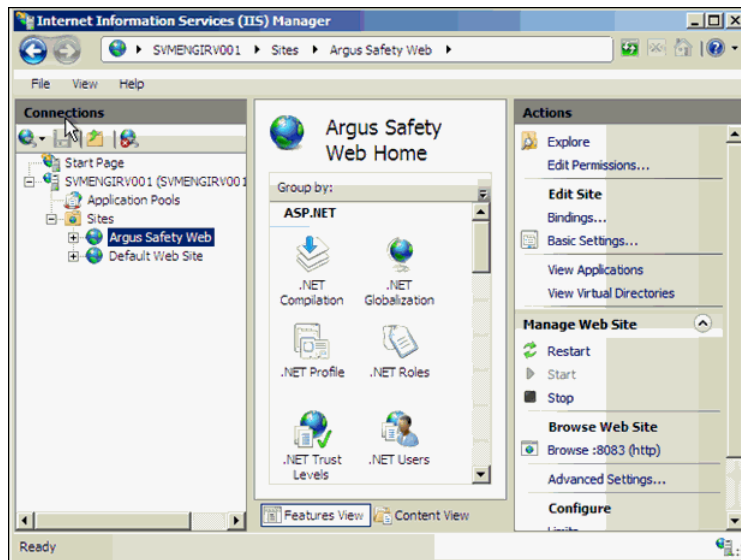 Internet Information Services (IIS) Manager
SVMENGIRV001 Sites Argus Safety Web
File View Help
Connections
Start Page
SVMENGIRV001 (SVMENGIRV001
Application Pools
Sites
Argus Safety Web
Default Web Site
Argus Safety
Web Home
Group by:
ASP.NET
.NET
Compilation
.NET
Globalization
.NET Profile
.NET Roles
.NET Trust
Levels
.NET Users
Features View
Content View
Actions
Explore
Edit Permissions...
Edit Site
Bindings...
Basic Settings...
View Applications
View Virtual Directories
Manage Web Site
Restart
Start
Stop
Browse Web Site
Browse :8083 (http)
Advanced Settings...
Configure
Limits
Ready